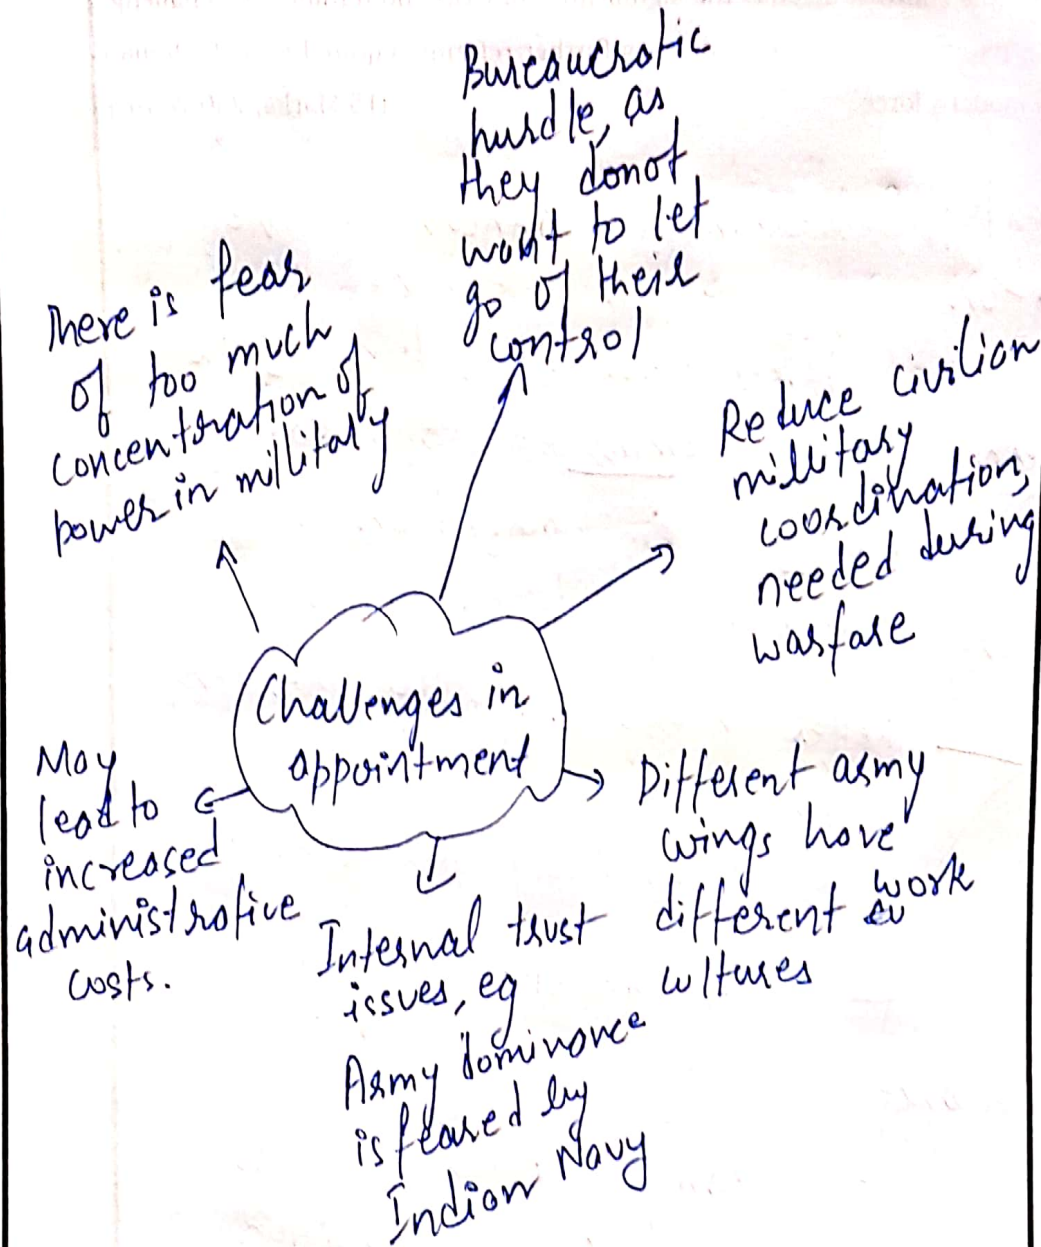 Bureaucratic
hurdle, as
they donot
want to let
go of their
control
There is fear
of too much
concentration of
power in millitary
Reduce civilian
millitary
coordination,
needed during
warfare
Challenges in
appointment
May
lead to
increased
administrative
costs.
Internal trust
issues, eg
Army dominance
is feared by
Indian Navy
Different army
wings have
different work
cultures